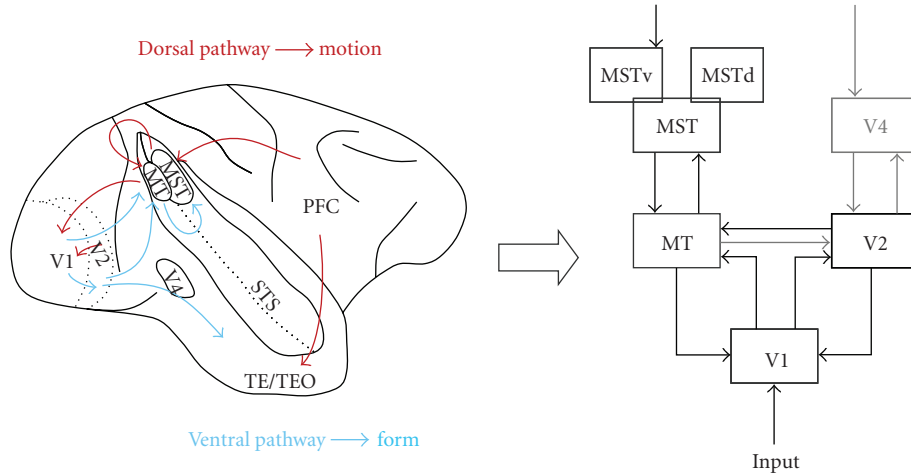 Dorsal pathway → motion
MST
MT
PFC
V1
V2
V4
STS
TE/TEO
Ventral pathway → form
MSTv
MSTd
MST
V4
MT
V2
V1
Input